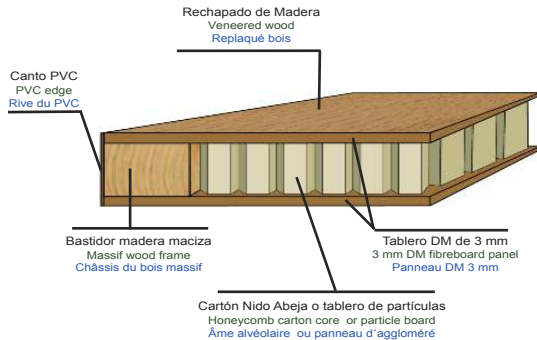 Rechapado de Madera
Veneered wood
Replaqué bois
Canto PVC
PVC edge
Rive du PVC
Bastidor madera maciza
Massif wood frame
Châsis du bois massif
Tablero DM de 3 mm
3 mm DM fibreboard panel
Panneau DM 3 mm
Cartón Nido Abeja o tablero de partículas
Honeycomb carton core or particle board
Âme alvéolaire ou panneau d´aggloméré